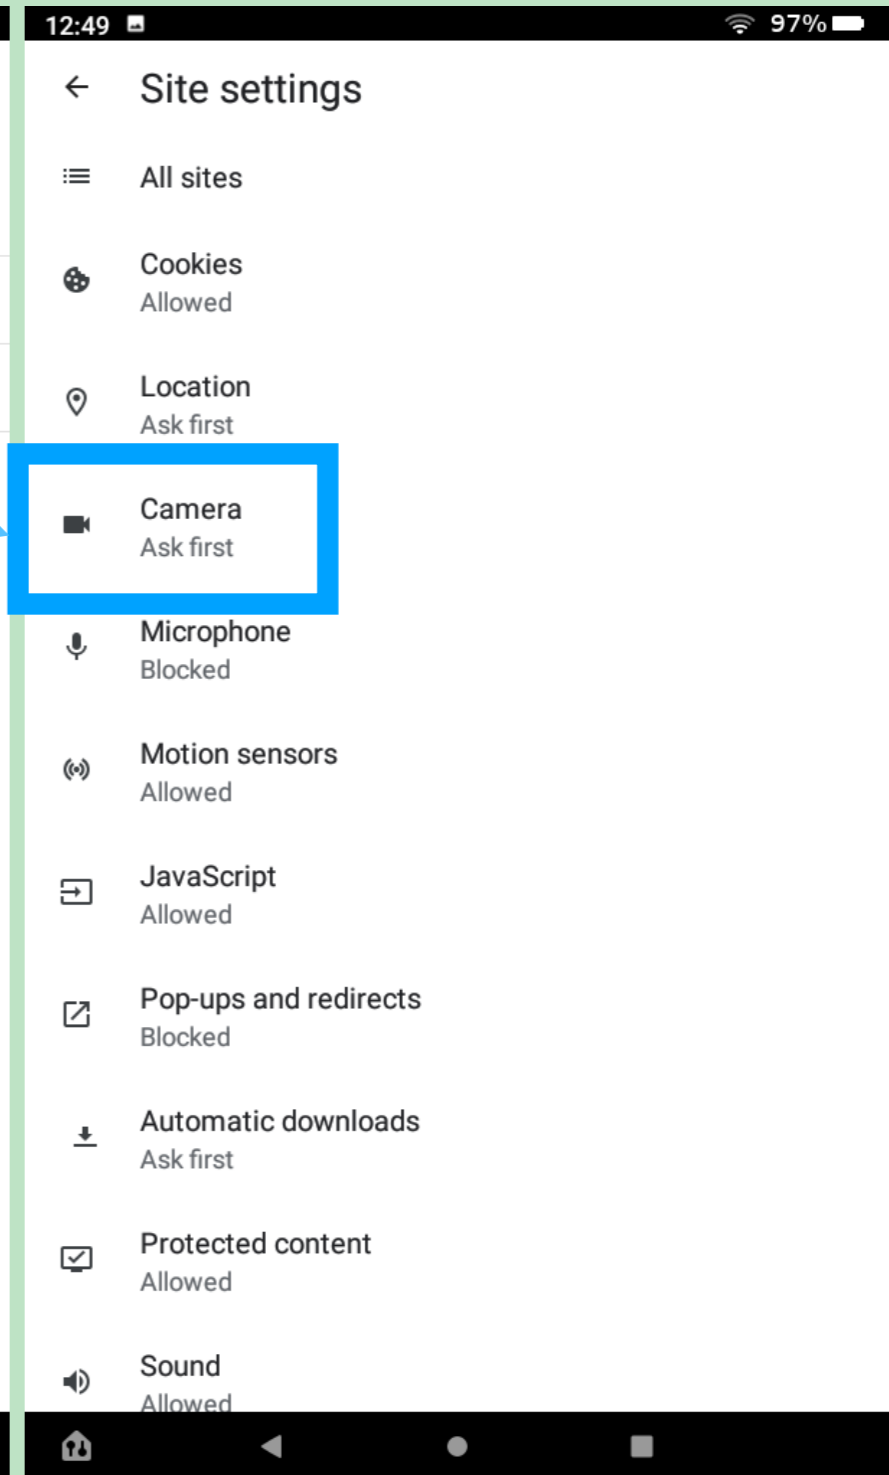 12:49 97%
Site settings
All sites
Cookies
Allowed
Location
Ask first
Camera
Ask first
Microphone
Blocked
Motion sensors
Allowed
JavaScript
Allowed
Pop-ups and redirects
Blocked
Automatic downloads
Ask first
Protected content
Allowed
Sound
Allowed